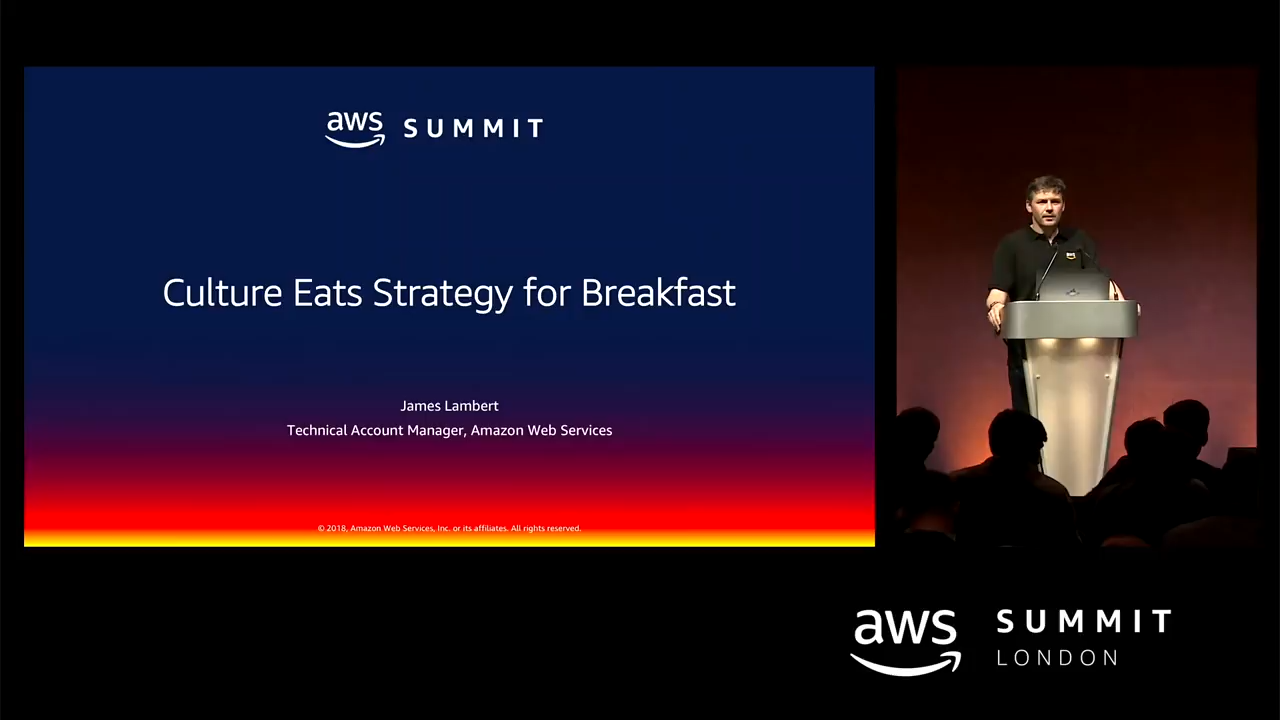 aws SUMMIT
Culture Eats Strategy for Breakfast
James Lambert
Technical Account Manager, Amazon Web Services
© 2018, Amazon Web Services, Inc. or its affiliates. All rights reserved.
aws SUMMIT
LONDON